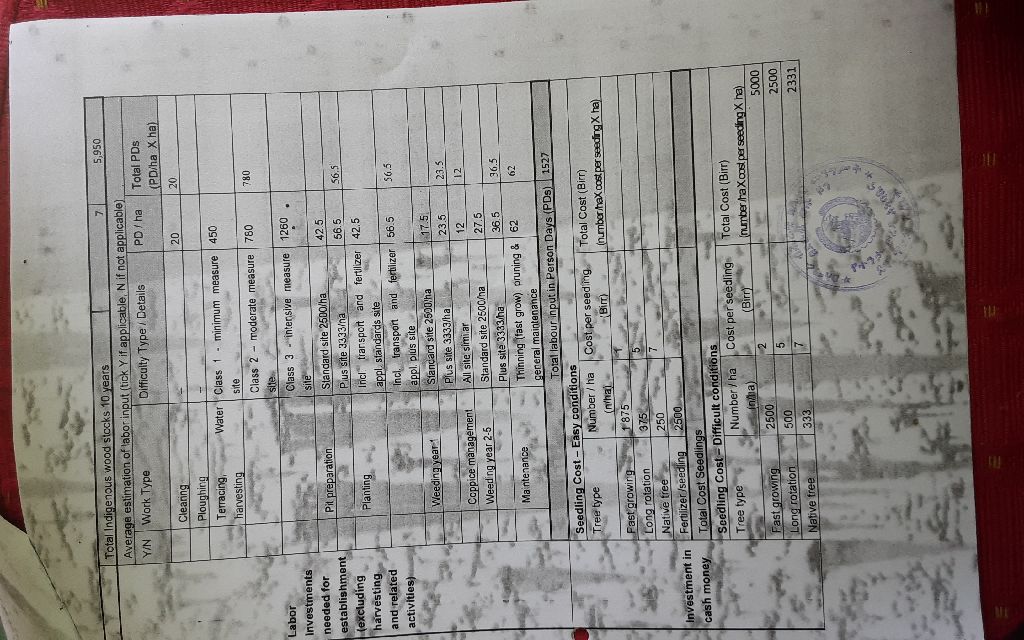 Total Indigenous wood stocks 10 years 7 5,950
Average estimation of labor input (tick Y if applicable, N if not applicable)
Y/N Work Type Difficulty Type / Details PD / ha Total PDs
(PD/ha X ha)
Labor
Investments
needed for
establishment
(excluding
harvesting
and related
activities)
Clearing – 20 20
Ploughing –
Terracing, Water Class 1 - minimum measure 450
harvesting site
Class 2 - moderate measure 760 780
site
Class 3 - intensive measure 1260
site
Pit preparation Standard site 2500/ha 42.5
Plus site 3333/ha 56.5 56.5
Planting Incl transport and fertilizer 42.5
appl standards site
Incl. transport and fertilizer 56.5 56.5
appl plus site
Weeding year 1 Standard site 2500/ha 17.5
Plus site 3333/ha 23.5 23.5
Coppice management All site similar 12 12
Weeding year 2-5 Standard site 2500/ha 27.5
Plus site 3333/ha 36.5 36.5
Maintenance Thinning (fast grow) pruning & 62 62
general maintenance
Total labour input in Person Days (PDs) 1527
Investment in
cash money
Seedling Cost – Easy conditions
Tree type Number / ha Cost per seedling Total Cost (Birr)
(n/ha) (Birr) (number/ha X cost per seedling X ha)
Fast growing 1875
Long rotation 375 5
Native tree 250 7
Fertilizer/seedling 2500
Total Cost Seedlings
Seedling Cost – Difficult conditions
Tree type Number / ha Cost per seedling Total Cost (Birr)
(n/ha) (Birr) (number/ha X cost per seedling X ha)
Fast growing 2500 2 5000
Long rotation 500 5 2500
Native tree 333 7 2331